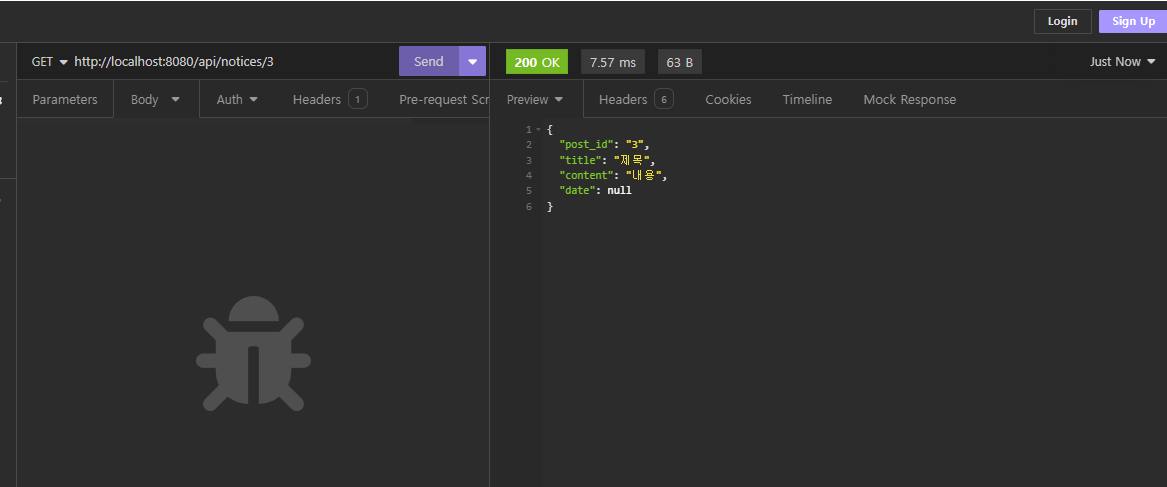 Login Sign Up
GET http://localhost:8080/api/notices/3 Send 200 OK 7.57 ms 63 B Just Now
Parameters Body Auth Headers 1 Pre-request Scr Preview Headers 6 Cookies Timeline Mock Response
1 {
2 "post_id": "3",
3 "title": "제목",
4 "content": "내용",
5 "date": null
6 }